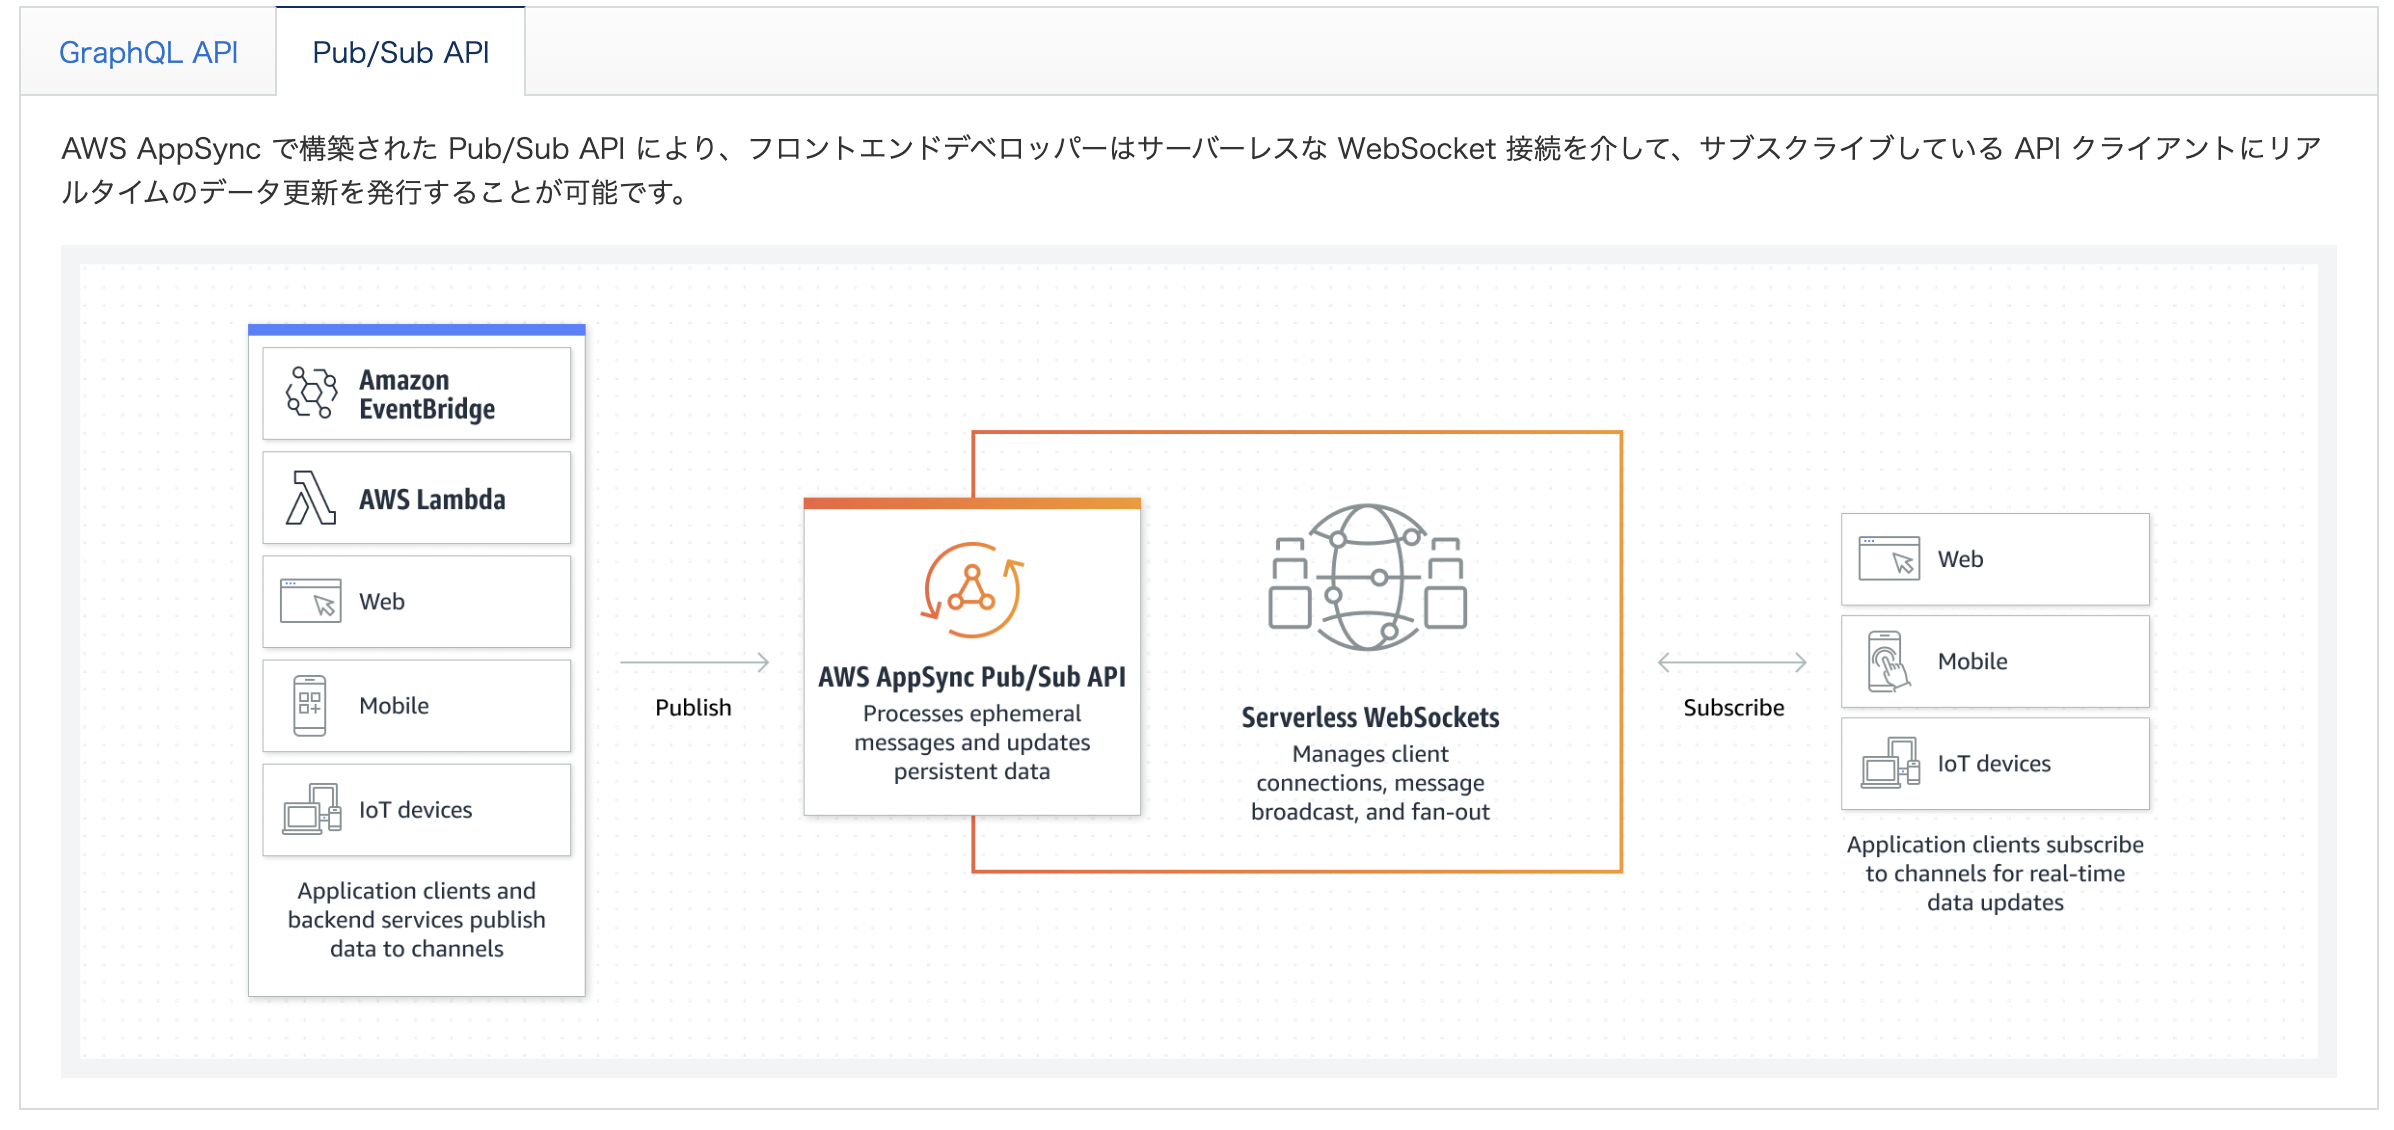 GraphQL API
Pub/Sub API
AWS AppSync で構築された Pub/Sub API により、フロントエンドデベロッパーはサーバーレスな WebSocket 接続を介して、サブスクライブしている API クライアントにリア
ルタイムのデータ更新を発行することが可能です。
Amazon
EventBridge
AWS Lambda
Web
Mobile
IoT devices
Application clients and
backend services publish
data to channels
Publish
AWS AppSync Pub/Sub API
Processes ephemeral
messages and updates
persistent data
Serverless WebSockets
Manages client
connections, message
broadcast, and fan-out
Subscribe
Web
Mobile
IoT devices
Application clients subscribe
to channels for real-time
data updates